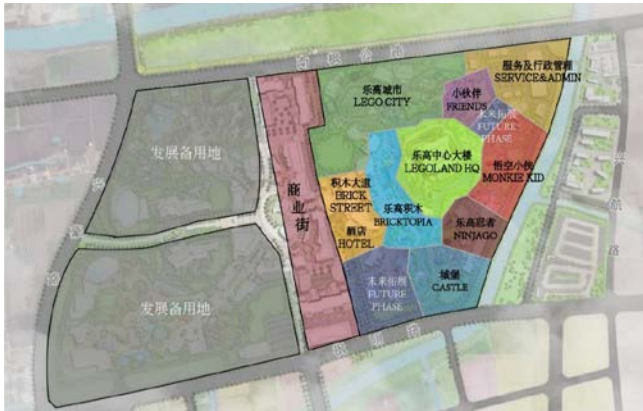 服务及行政管理
SERVICE&ADMIN
乐高城市
LEGO CITY
小伙伴
FRIENDS
未来拓展
FUTURE
PHASE
乐高中心大楼
LEGOLAND HQ
悟空小侠
MONKIE KID
发展备用地
商业街
积木大道
BRICK
STREET
乐高积木
BRICKTOPIA
酒店
HOTEL
乐高忍者
NINJAGO
城堡
CASTLE
未来拓展
FUTURE
PHASE
发展备用地